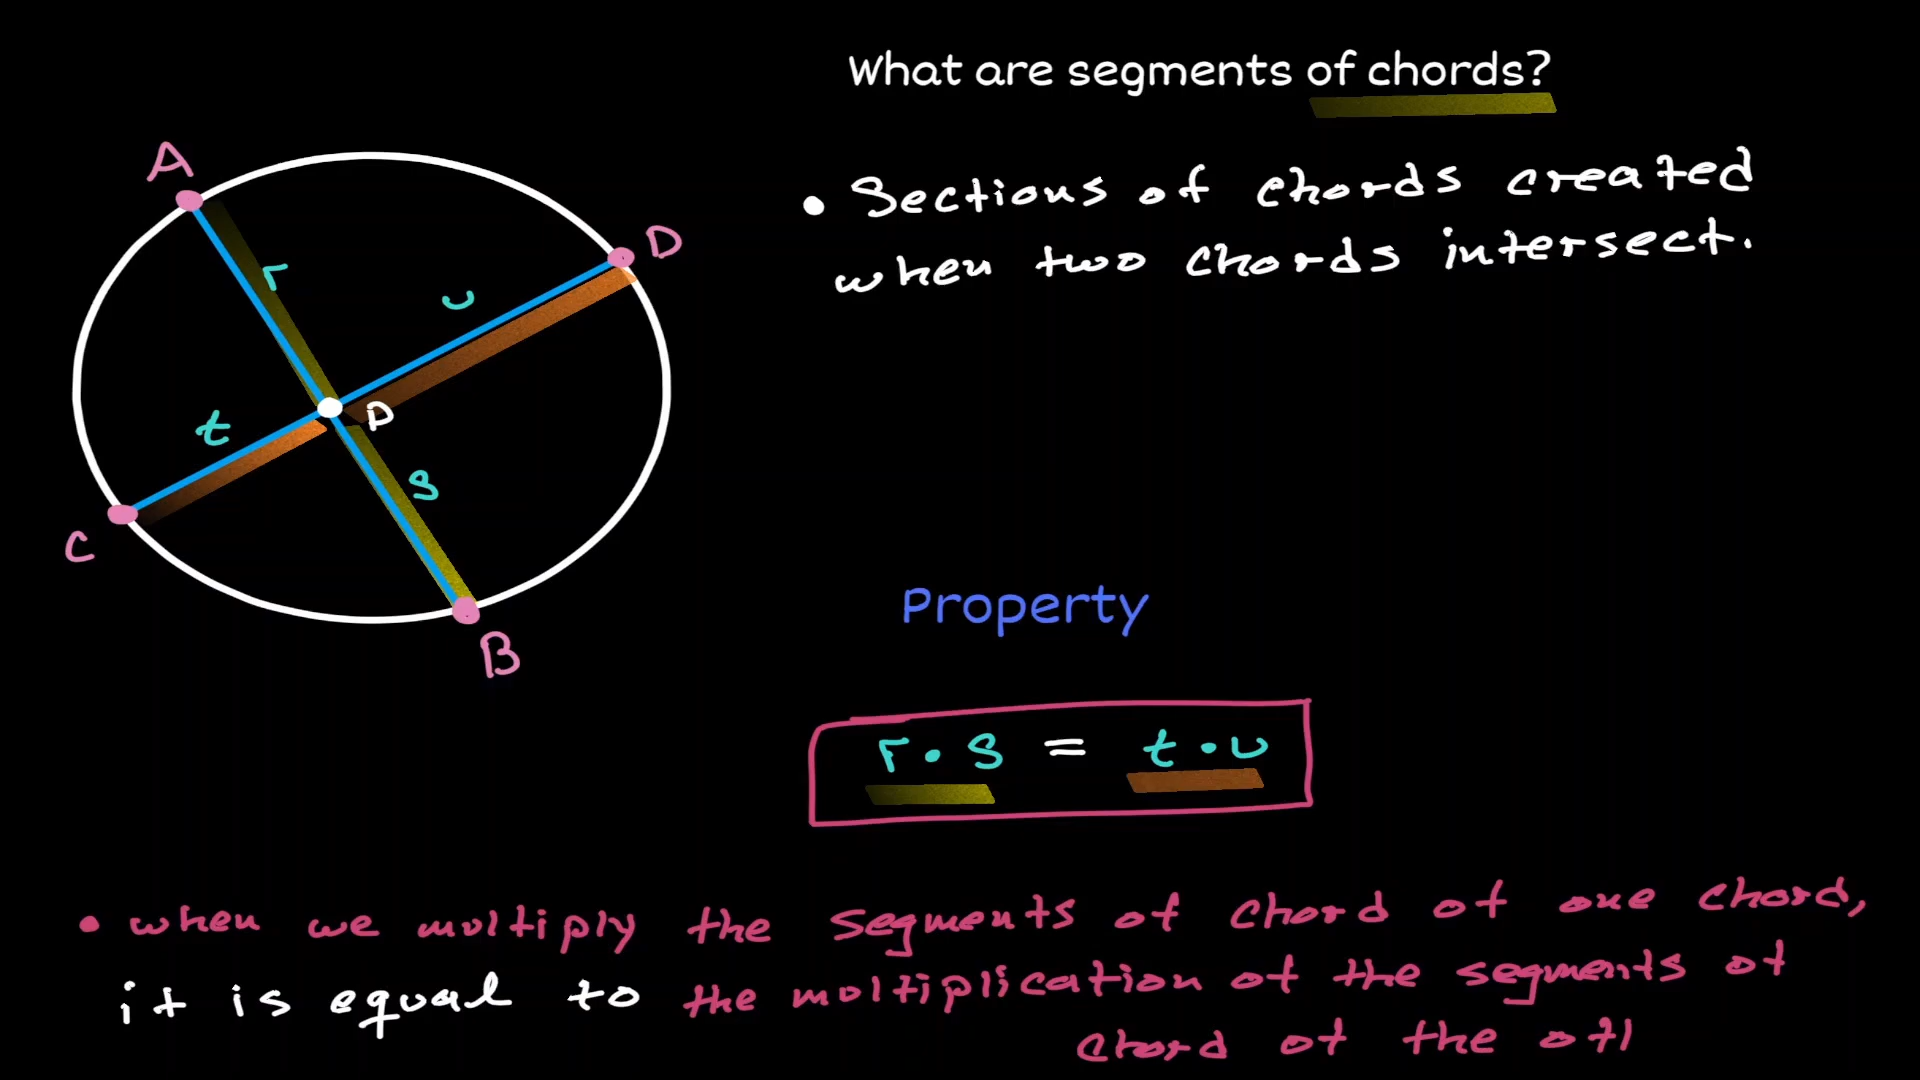 What are segments of chords?
A
• Sections of chords created
D
when two chords intersect.
r
u
P
t
s
C
Property
B
r • s = t • u
• when we multiply the segments of chord of one chord,
it is equal to the multiplication of the segments of
chord of the oth